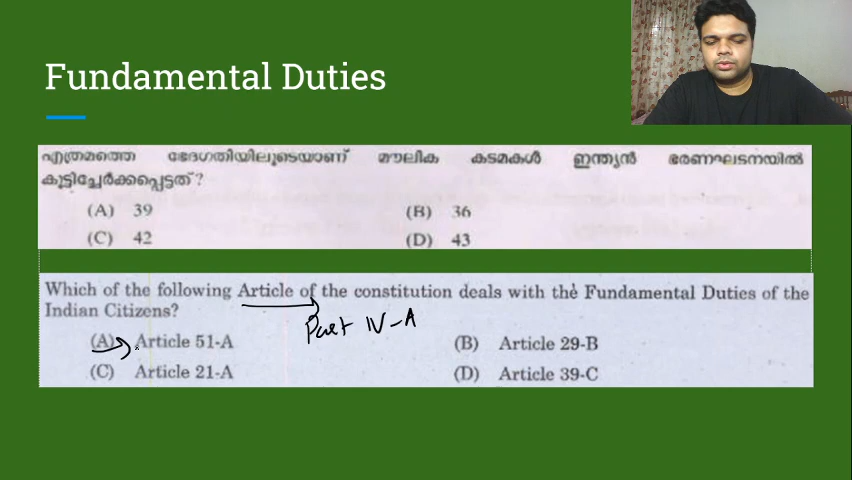 Fundamental Duties
എത്രമത്തെ ഭേദഗതിയിലൂടെയാണ് മൗലിക കടമകൾ ഇന്ത്യൻ ഭരണഘടനയിൽ
കൂട്ടിച്ചേർക്കപ്പെട്ടത് ?
(A) 39 (B) 36
(C) 42 (D) 43
Which of the following Article of the constitution deals with the Fundamental Duties of the
Indian Citizens?
Part IV-A
(A) Article 51-A (B) Article 29-B
(C) Article 21-A (D) Article 39-C